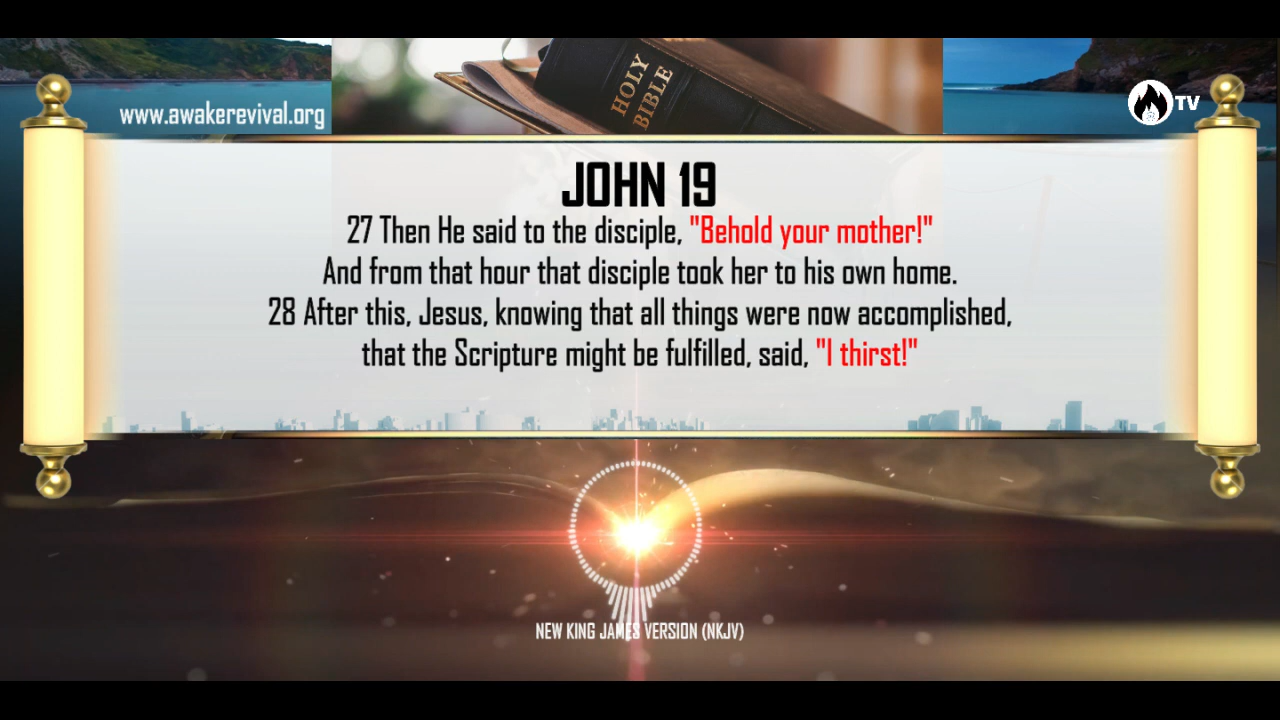 HOLY
BIBLE
www.awakerevival.org
TV
JOHN 19
27 Then He said to the disciple, "Behold your mother!"
And from that hour that disciple took her to his own home.
28 After this, Jesus, knowing that all things were now accomplished,
that the Scripture might be fulfilled, said, "I thirst!"
NEW KING JAMES VERSION (NKJV)